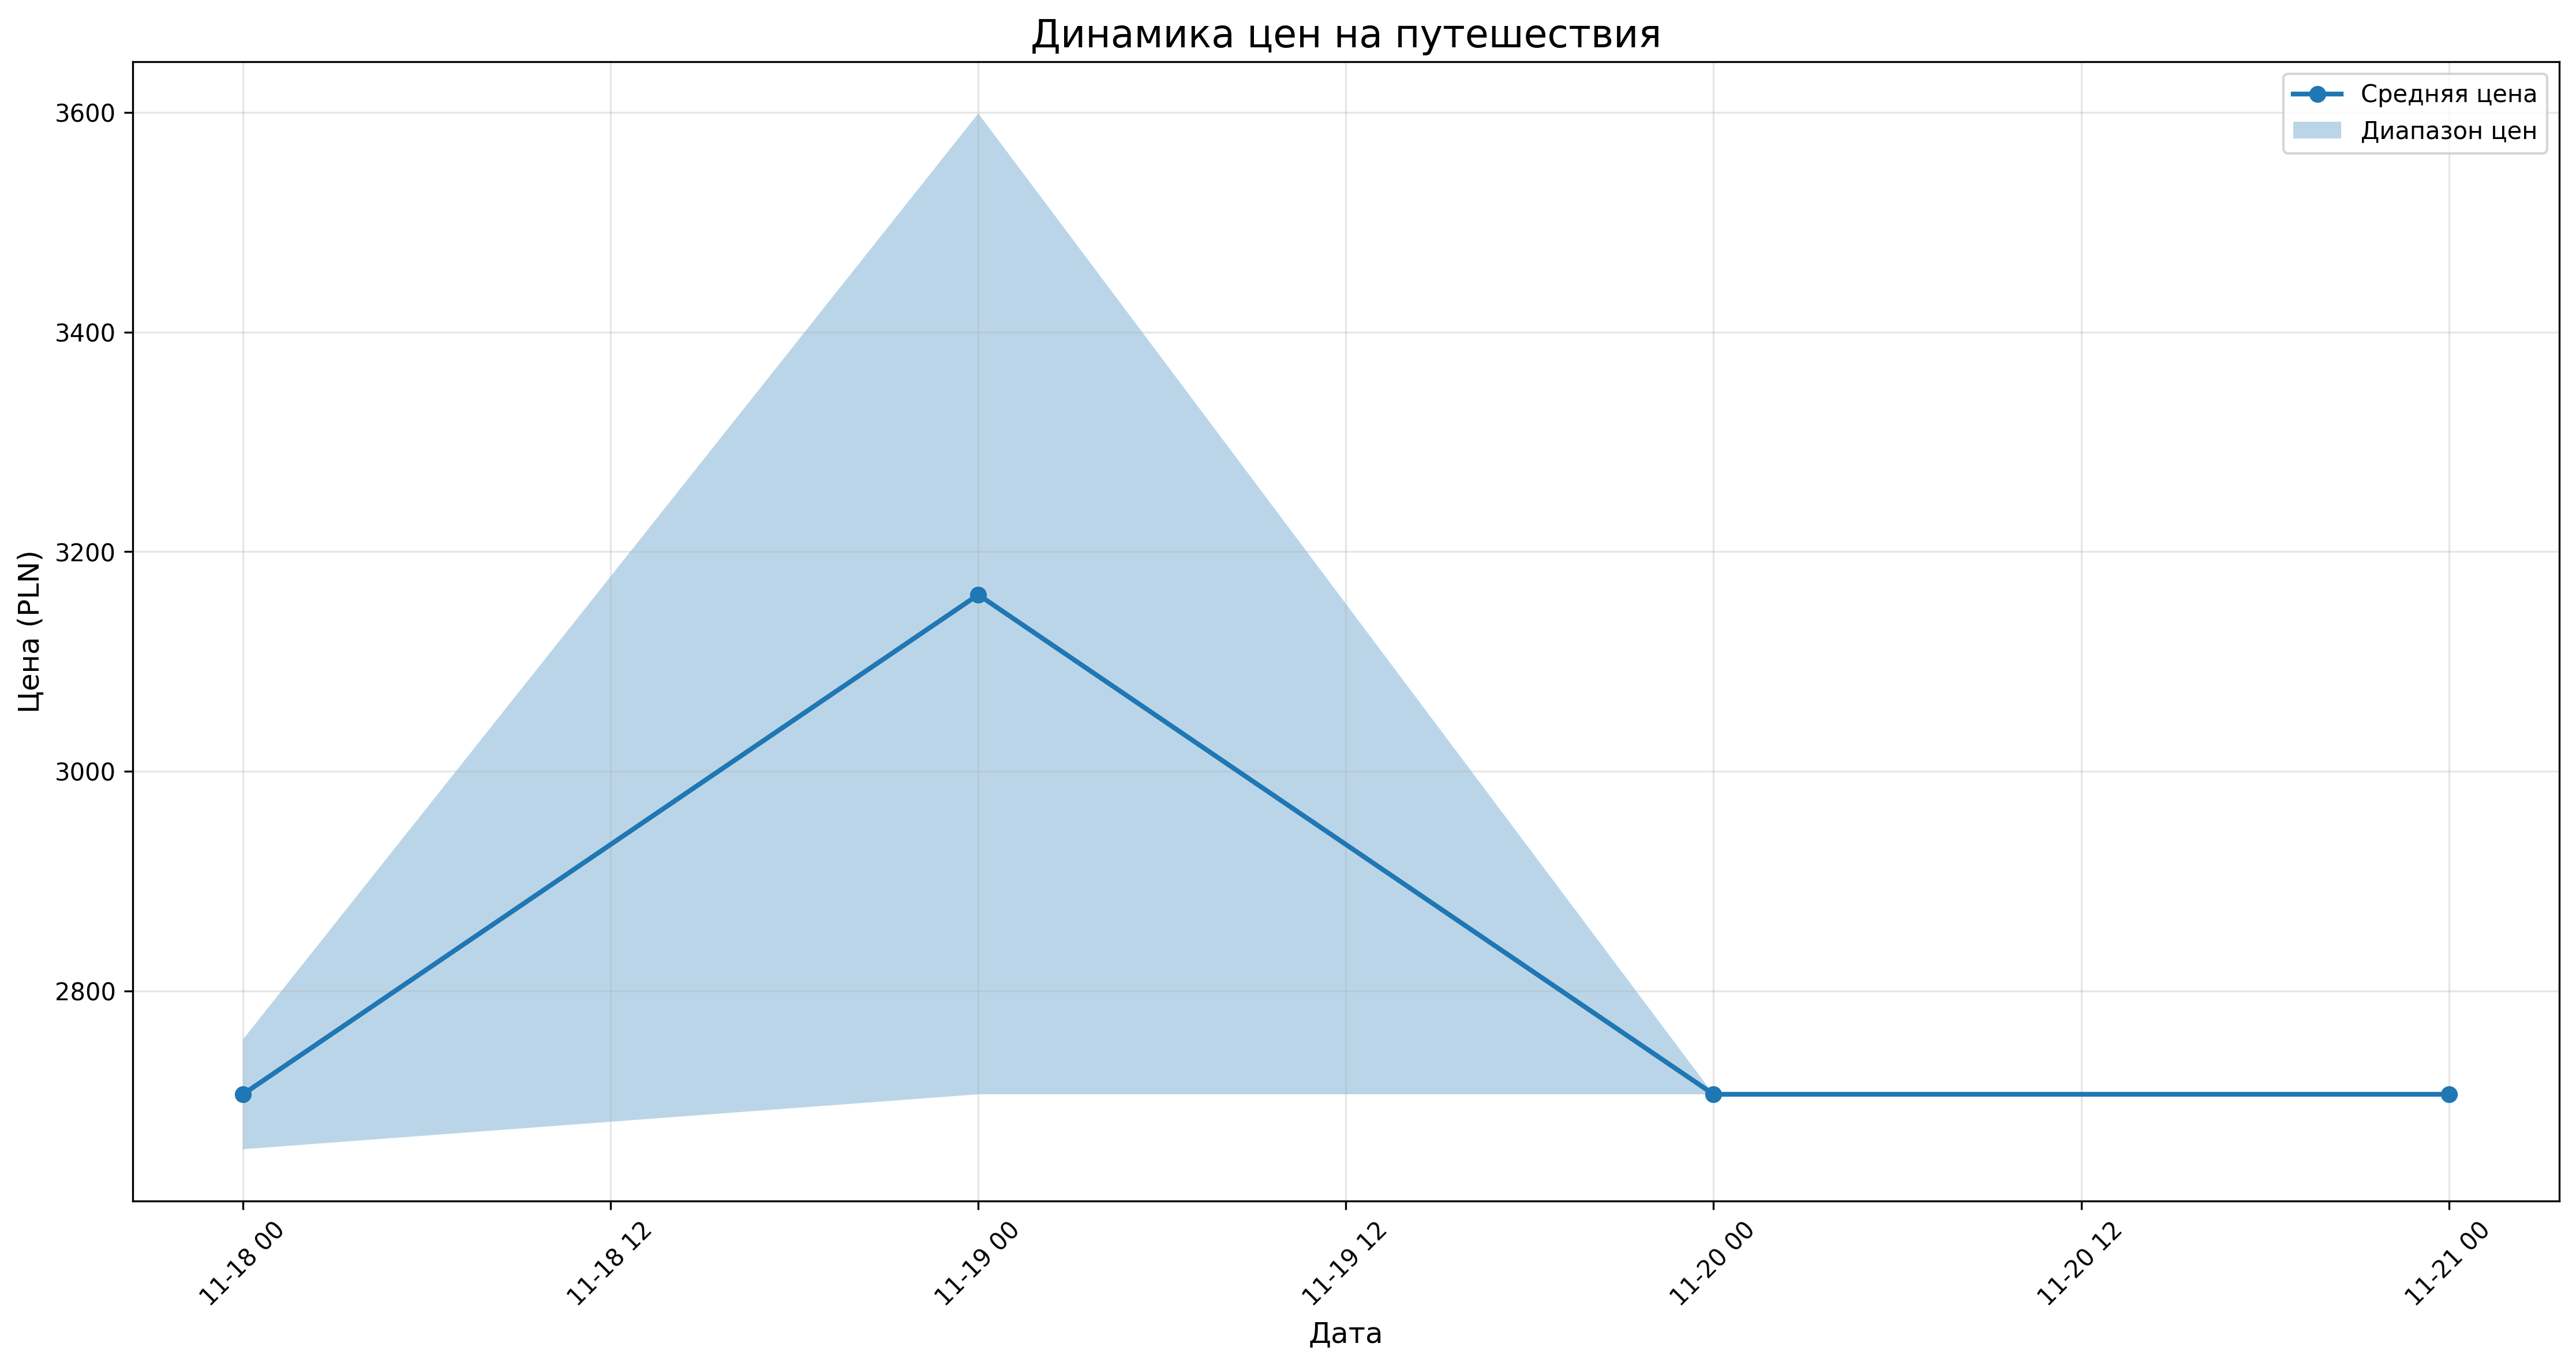 Динамика цен на путешествия
Средняя цена
Диапазон цен
Цена (PLN)
3600
3400
3200
3000
2800
11-18 00
11-18 12
11-19 00
11-19 12
11-20 00
11-20 12
11-21 00
Дата